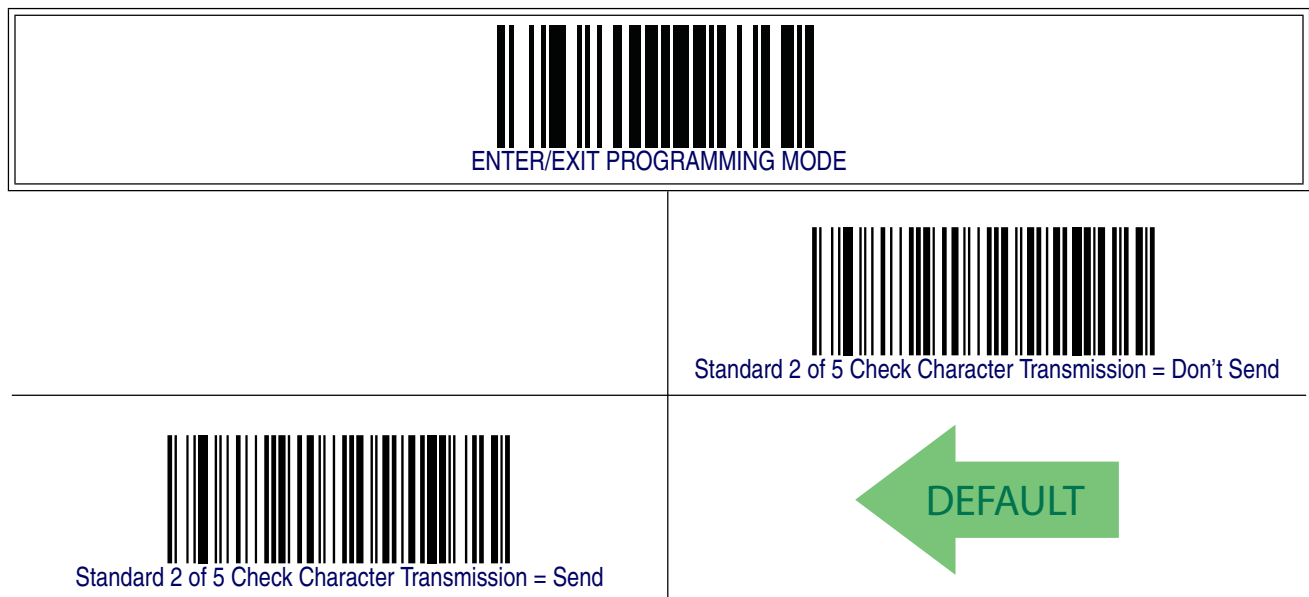 ENTER/EXIT PROGRAMMING MODE
Standard 2 of 5 Check Character Transmission = Don't Send
Standard 2 of 5 Check Character Transmission = Send
DEFAULT